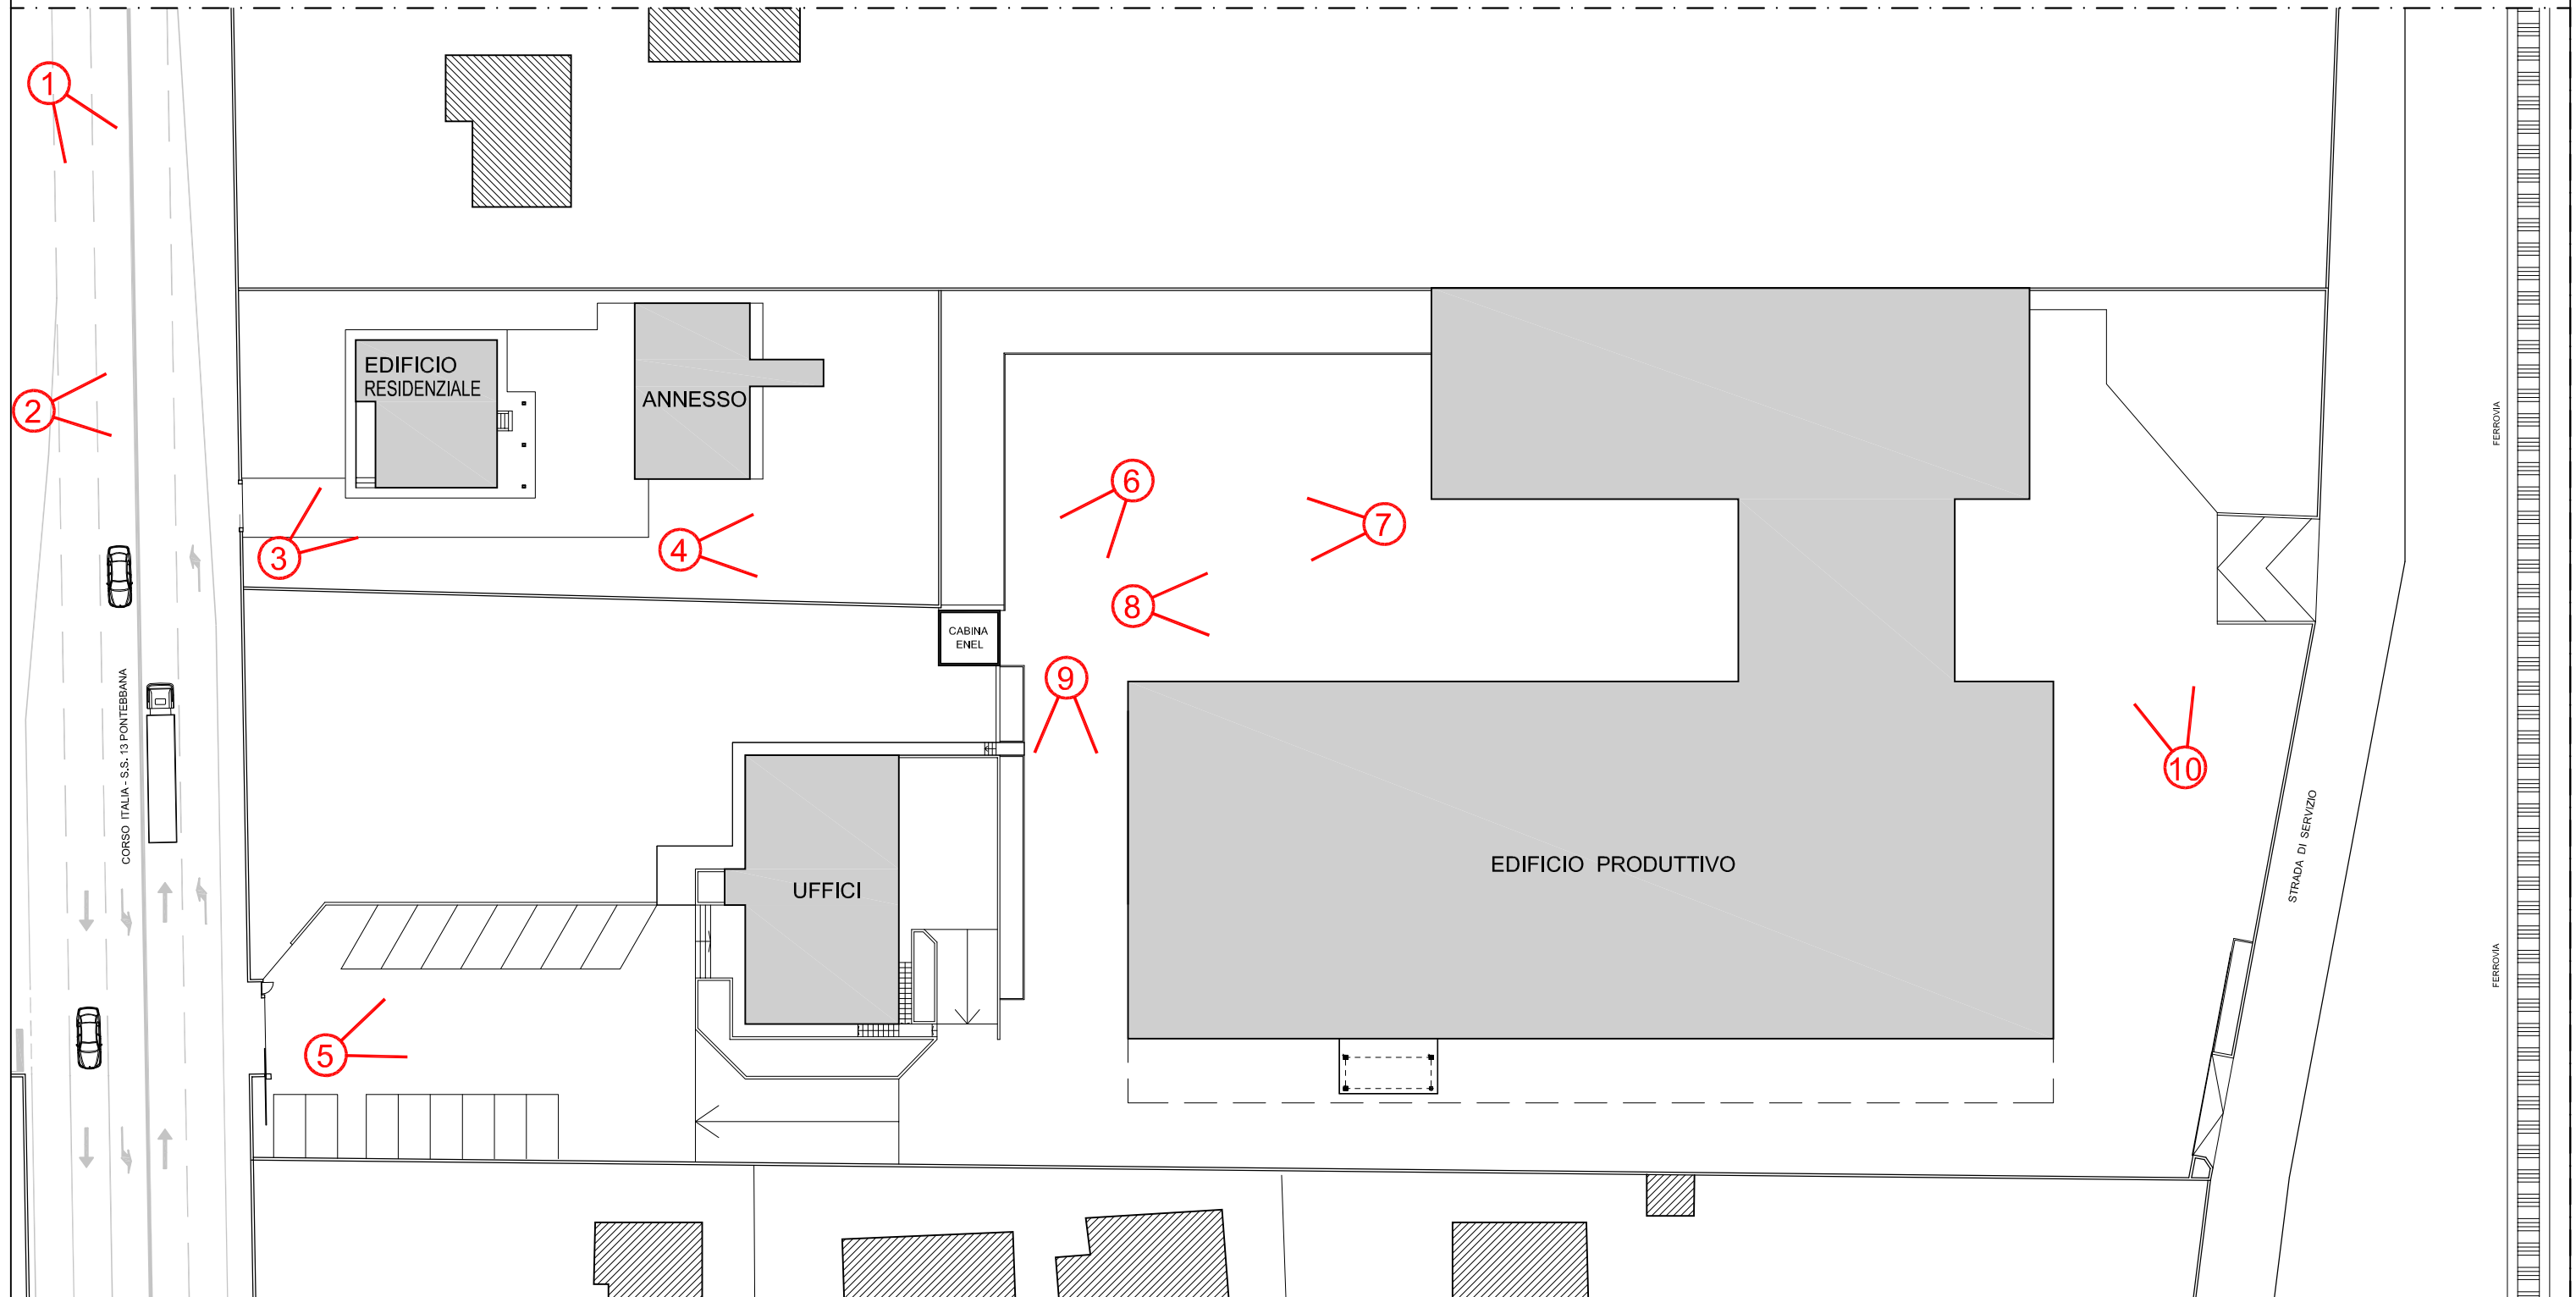 1
2
EDIFICIO
RESIDENZIALE
ANNESSO
3
4
6
7
8
CABINA
ENEL
9
10
CORSO ITALIA - S.S. 13 PONTEBBANA
UFFICI
EDIFICIO PRODUTTIVO
5
STRADA DI SERVIZIO
FERROVIA
FERROVIA